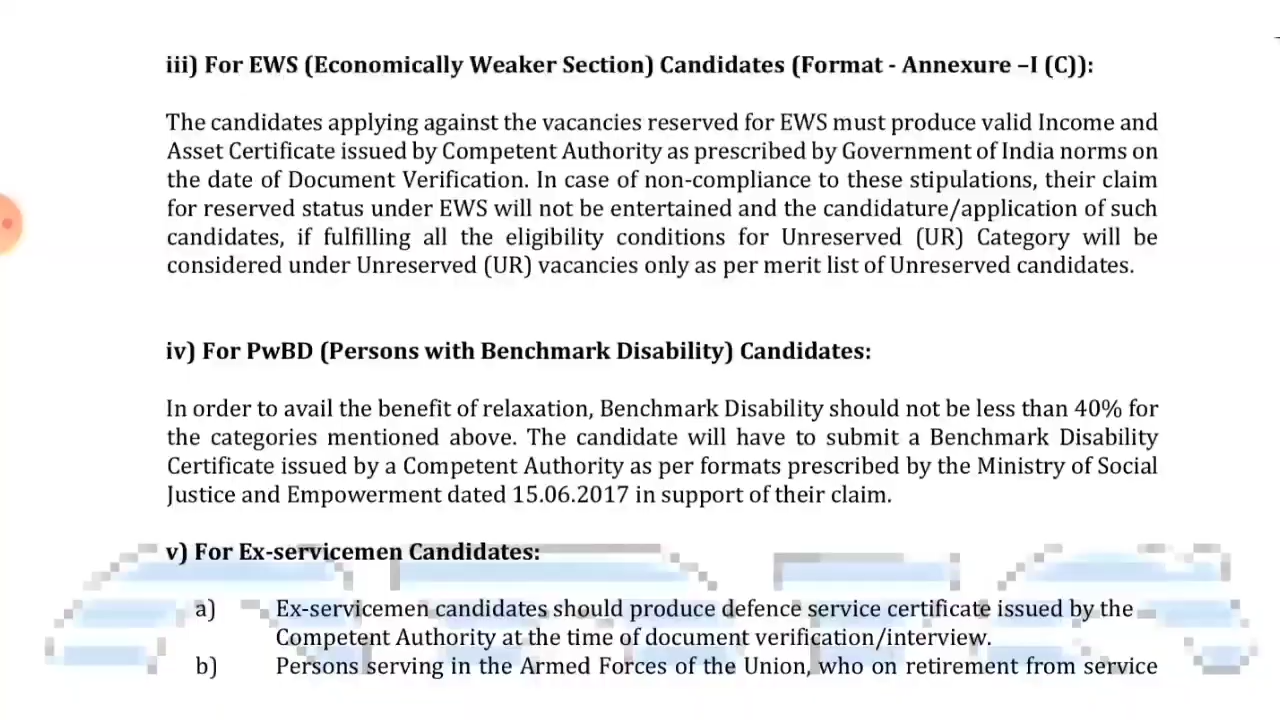 iii) For EWS (Economically Weaker Section) Candidates (Format - Annexure –I (C)):
The candidates applying against the vacancies reserved for EWS must produce valid Income and
Asset Certificate issued by Competent Authority as prescribed by Government of India norms on
the date of Document Verification. In case of non-compliance to these stipulations, their claim
for reserved status under EWS will not be entertained and the candidature/application of such
candidates, if fulfilling all the eligibility conditions for Unreserved (UR) Category will be
considered under Unreserved (UR) vacancies only as per merit list of Unreserved candidates.
iv) For PwBD (Persons with Benchmark Disability) Candidates:
In order to avail the benefit of relaxation, Benchmark Disability should not be less than 40% for
the categories mentioned above. The candidate will have to submit a Benchmark Disability
Certificate issued by a Competent Authority as per formats prescribed by the Ministry of Social
Justice and Empowerment dated 15.06.2017 in support of their claim.
v) For Ex-servicemen Candidates:
a) Ex-servicemen candidates should produce defence service certificate issued by the
Competent Authority at the time of document verification/interview.
b) Persons serving in the Armed Forces of the Union, who on retirement from service